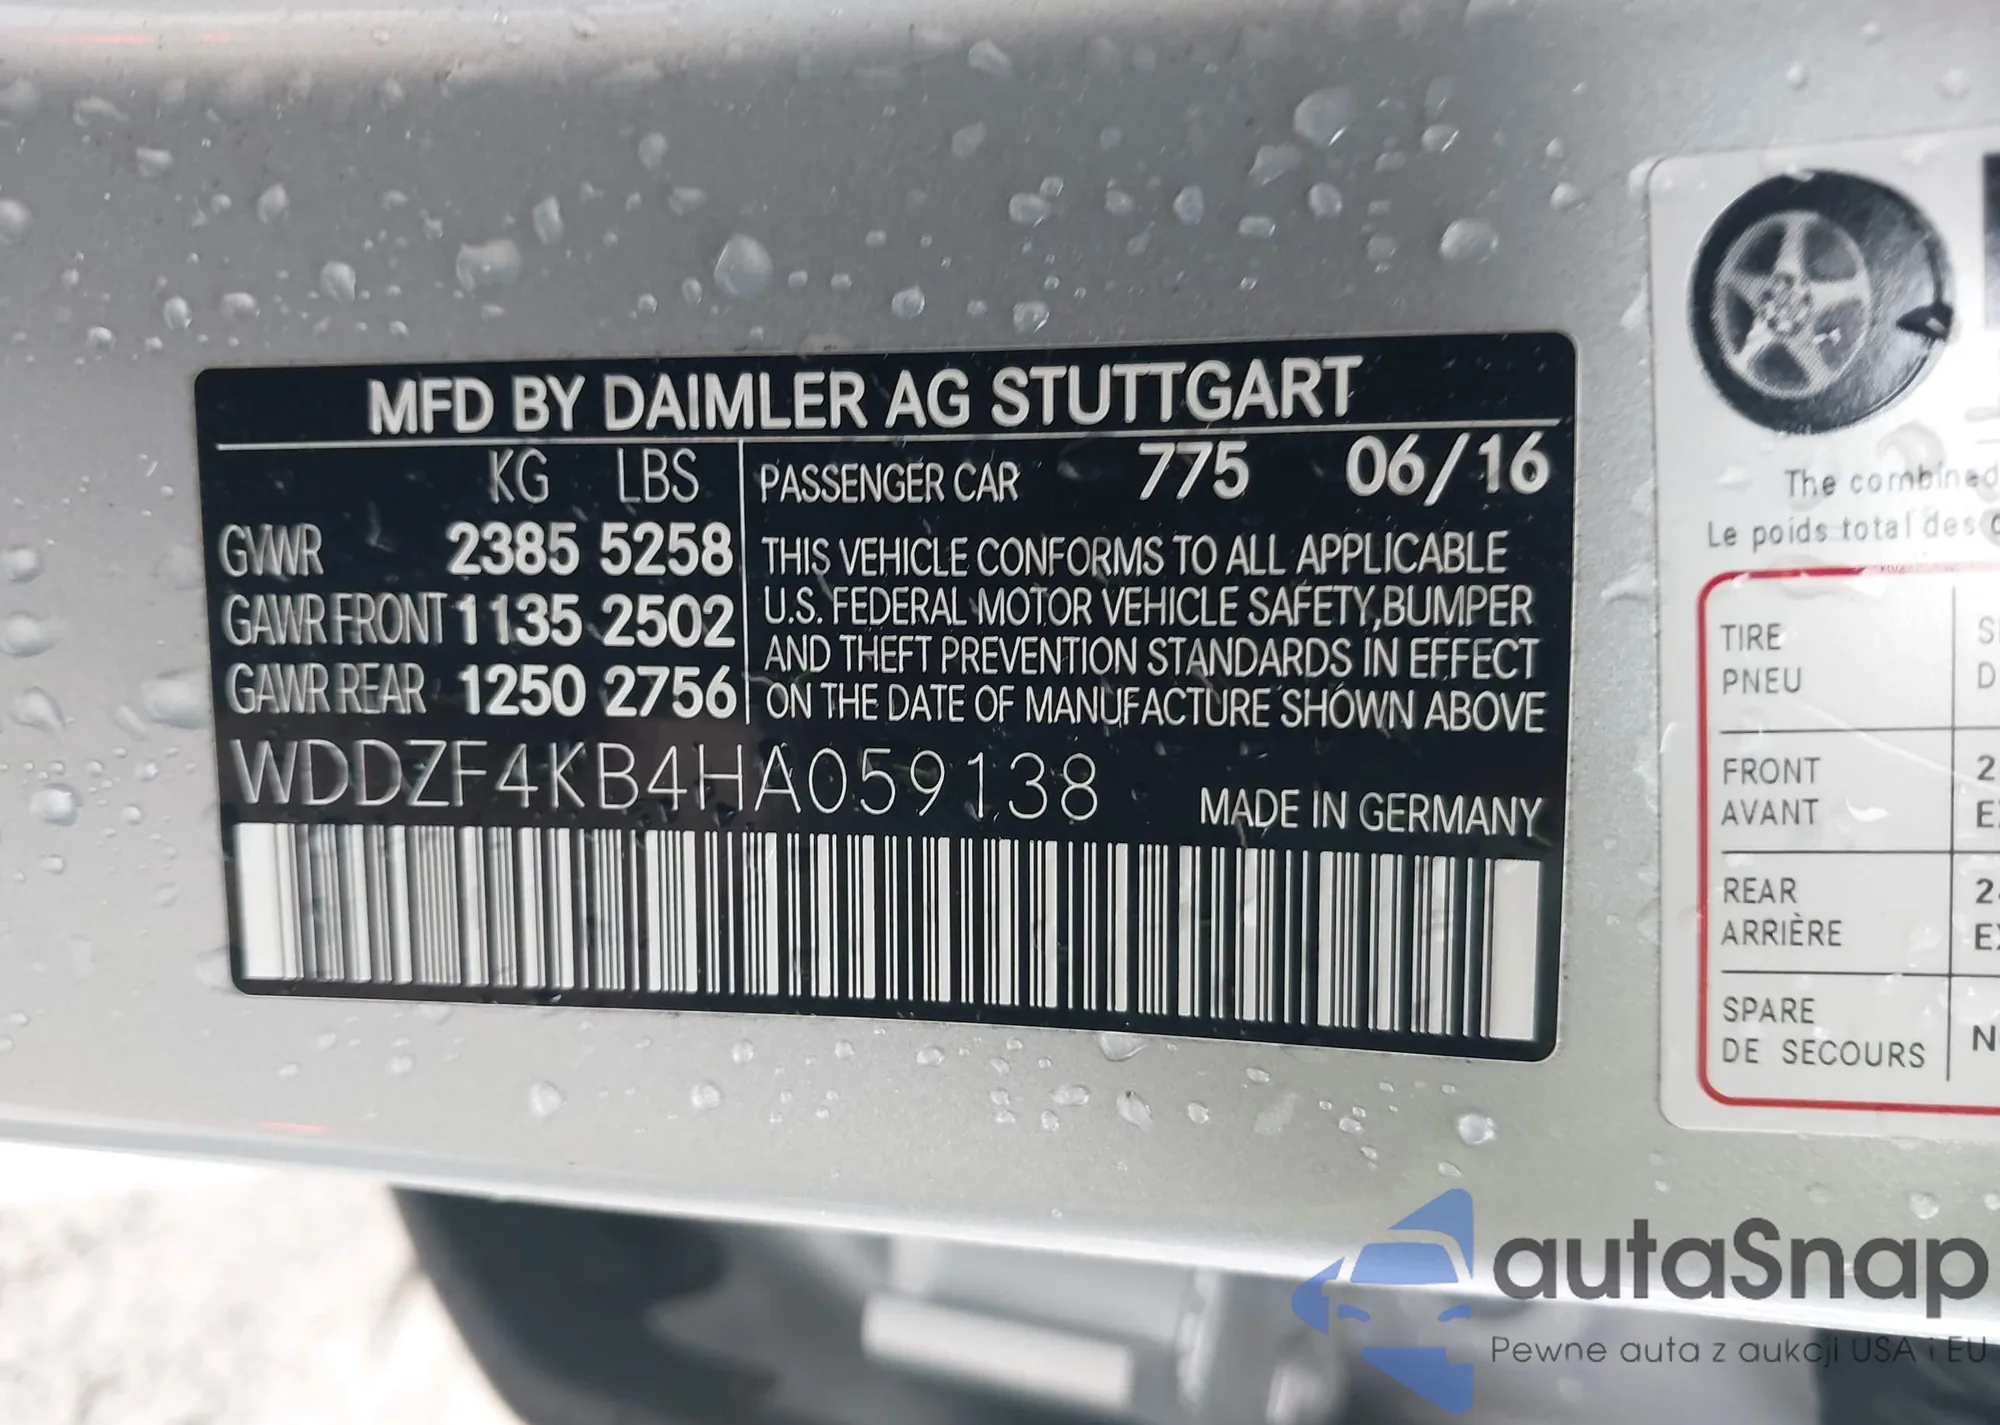 MFD BY DAIMLER AG STUTTGART
KG LBS
GVWR 2385 5258
GAWR FRONT 1135 2502
GAWR REAR 1250 2756
PASSENGER CAR 775 06/16
THIS VEHICLE CONFORMS TO ALL APPLICABLE
U.S. FEDERAL MOTOR VEHICLE SAFETY,BUMPER
AND THEFT PREVENTION STANDARDS IN EFFECT
ON THE DATE OF MANUFACTURE SHOWN ABOVE
WDDZF4KB4HA059138
MADE IN GERMANY
The combined
Le poids total des
TIRE
PNEU
FRONT
AVANT
REAR
ARRIÈRE
SPARE
DE SECOURS
autaSnap
Pewne auta z aukcji USA i EU